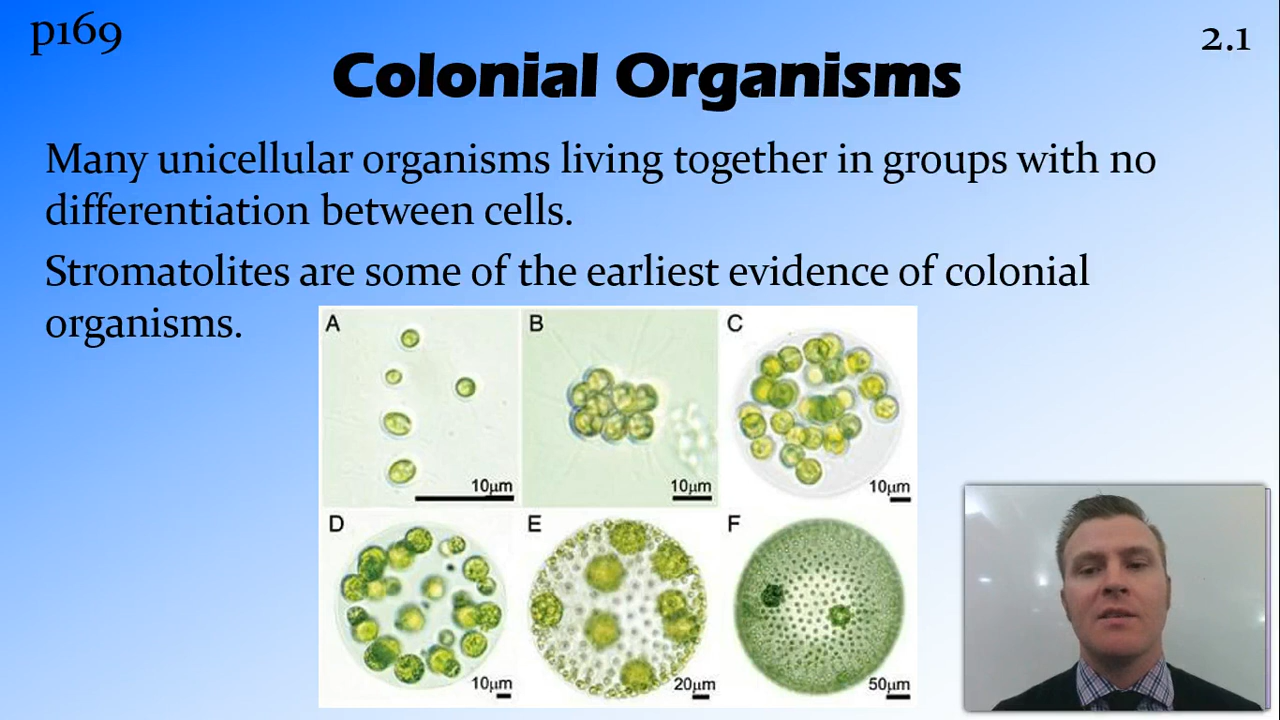 p169
2.1
Colonial Organisms
Many unicellular organisms living together in groups with no
differentiation between cells.
Stromatolites are some of the earliest evidence of colonial
organisms.
A
B
C
10µm
10µm
10µm
D
E
F
10µm
20µm
50µm